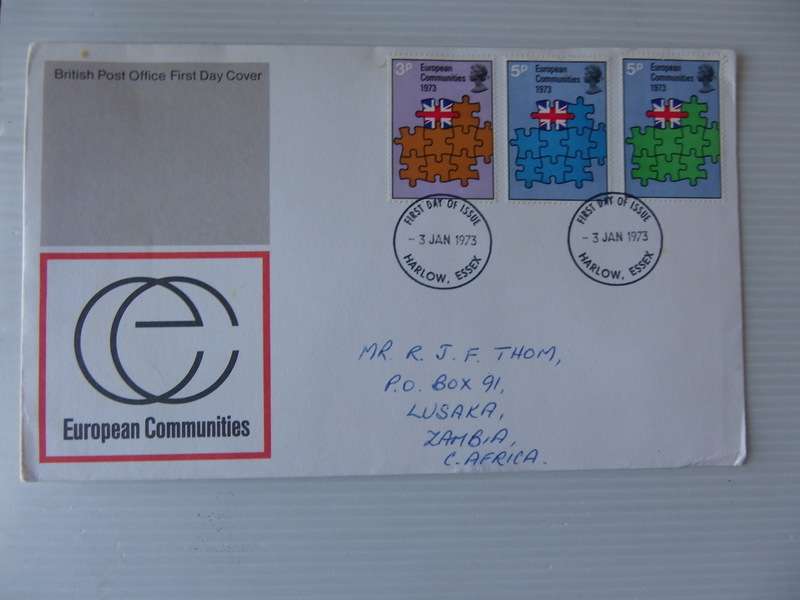 British Post Office First Day Cover
3P
European
Communities
1973
5P
European
Communities
1973
5P
European
Communities
1973
FIRST DAY OF ISSUE
- 3 JAN 1973
HARLOW, ESSEX
FIRST DAY OF ISSUE
- 3 JAN 1973
HARLOW, ESSEX
MR R. J. F. THOM,
P.O. BOX 91,
LUSAKA,
ZAMBIA,
C. AFRICA.
European Communities